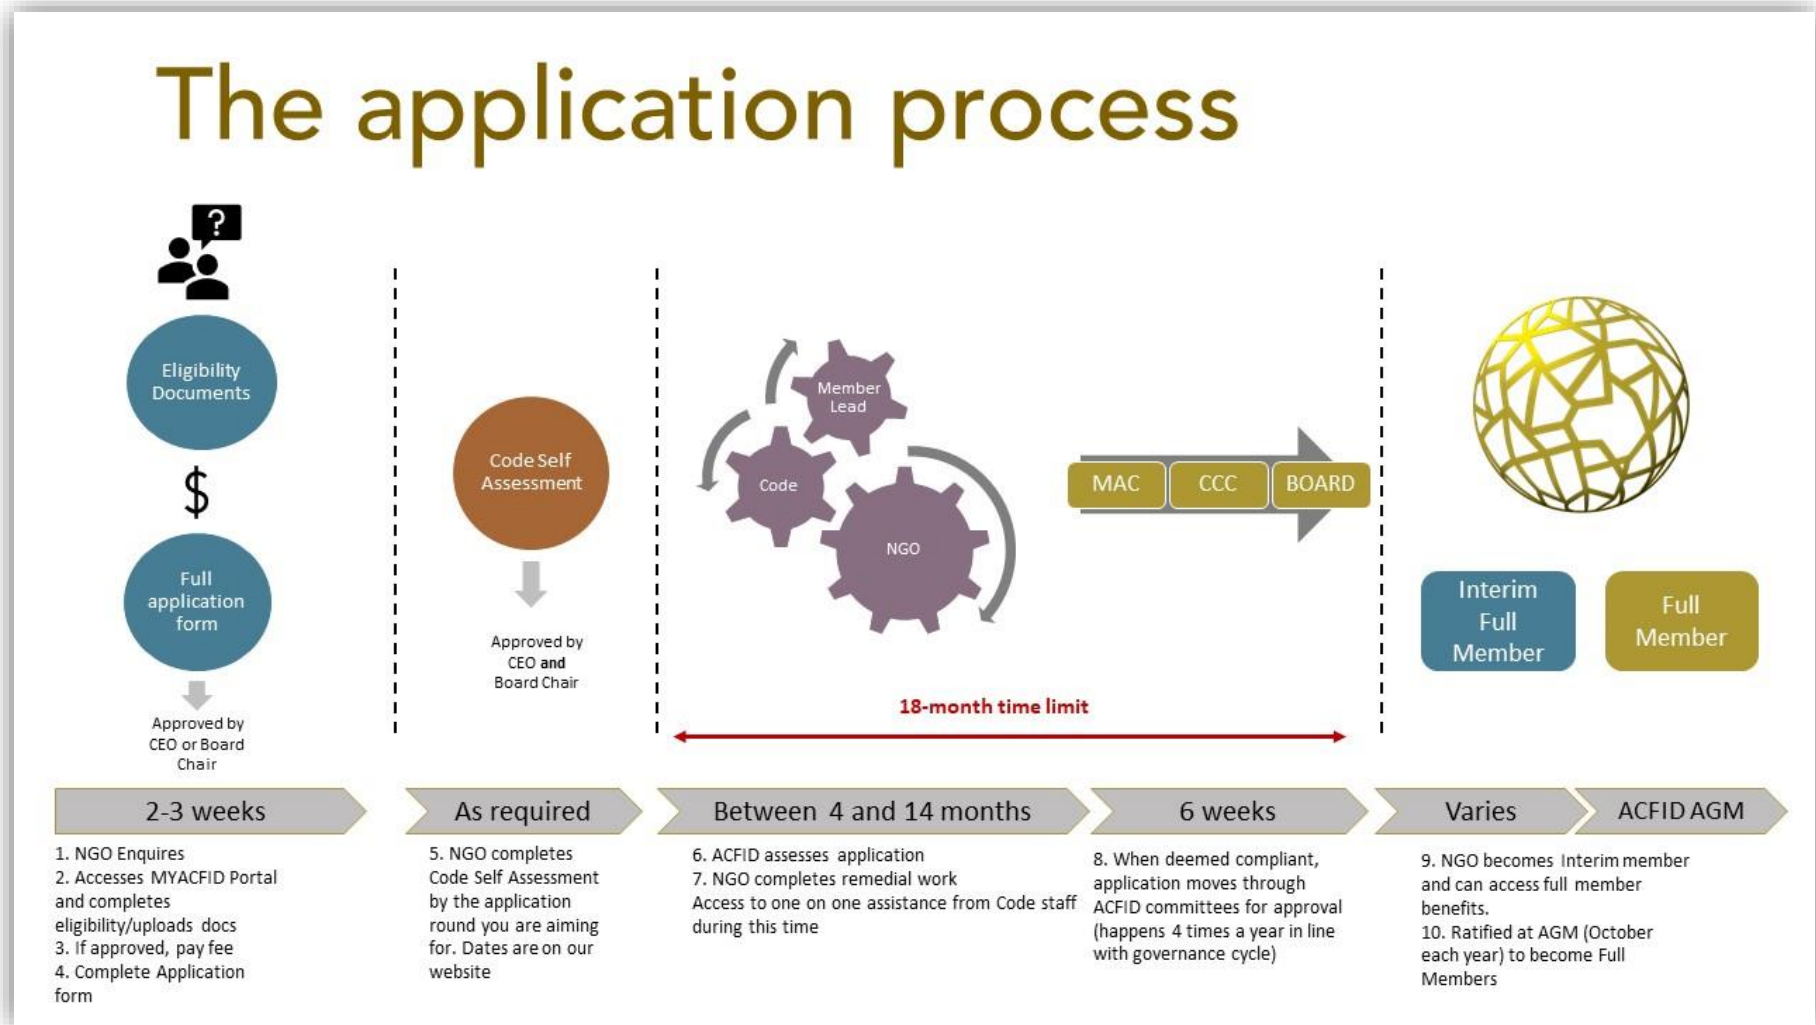 The application process
?
Eligibility
Documents
$
Full
application
form
Approved by
CEO or Board
Chair
Code Self
Assessment
Approved by
CEO and
Board Chair
Member
Lead
Code
NGO
MAC
CCC
BOARD
18-month time limit
Interim
Full
Member
Full
Member
2-3 weeks
1. NGO Enquires
2. Accesses MYACFID Portal
and completes
eligibility/uploads docs
3. If approved, pay fee
4. Complete Application
form
As required
5. NGO completes
Code Self Assessment
by the application
round you are aiming
for. Dates are on our
website
Between 4 and 14 months
6. ACFID assesses application
7. NGO completes remedial work
Access to one on one assistance from Code staff
during this time
6 weeks
8. When deemed compliant,
application moves through
ACFID committees for approval
(happens 4 times a year in line
with governance cycle)
Varies
ACFID AGM
9. NGO becomes Interim member
and can access full member
benefits.
10. Ratified at AGM (October
each year) to become Full
Members